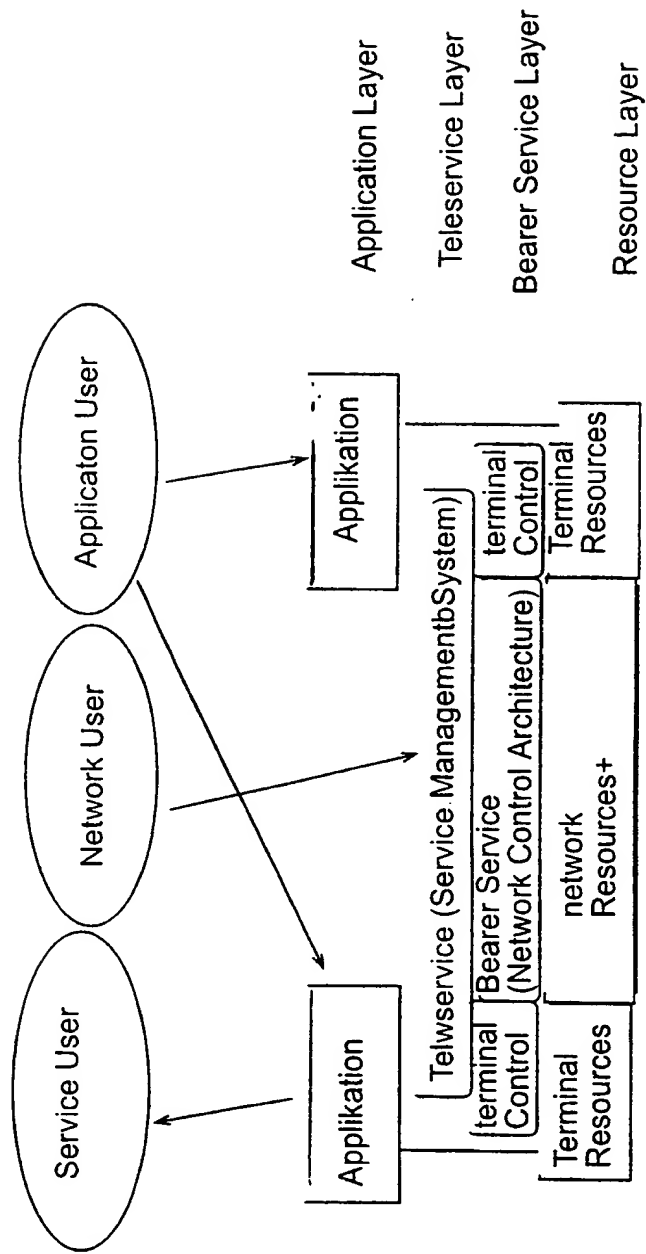 Service User
Network User
Applicaton User
Applikation
Applikation
Application Layer
Telwservice (Service ManagementbSystem)
Teleservice Layer
terminal
Control
Bearer Service
(Network Control Architecture)
terminal
Control
Bearer Service Layer
Terminal
Resources
network
Resources+
Terminal
Resources
Resource Layer